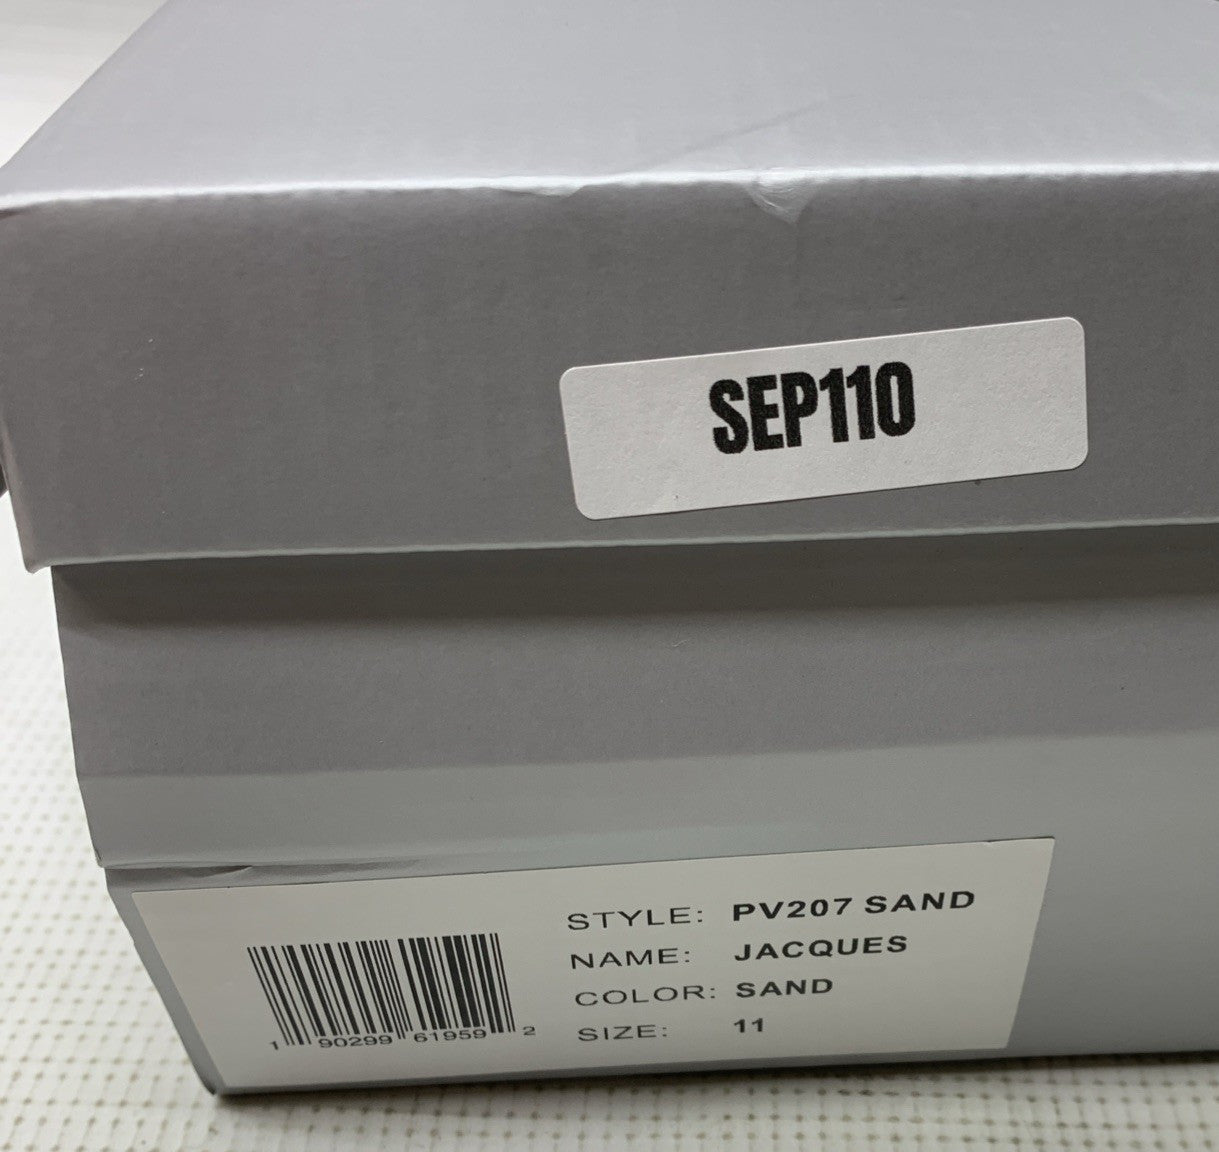 SEP110
STYLE: PV207 SAND
NAME: JACQUES
COLOR: SAND
SIZE: 11
1 90299 61959 2